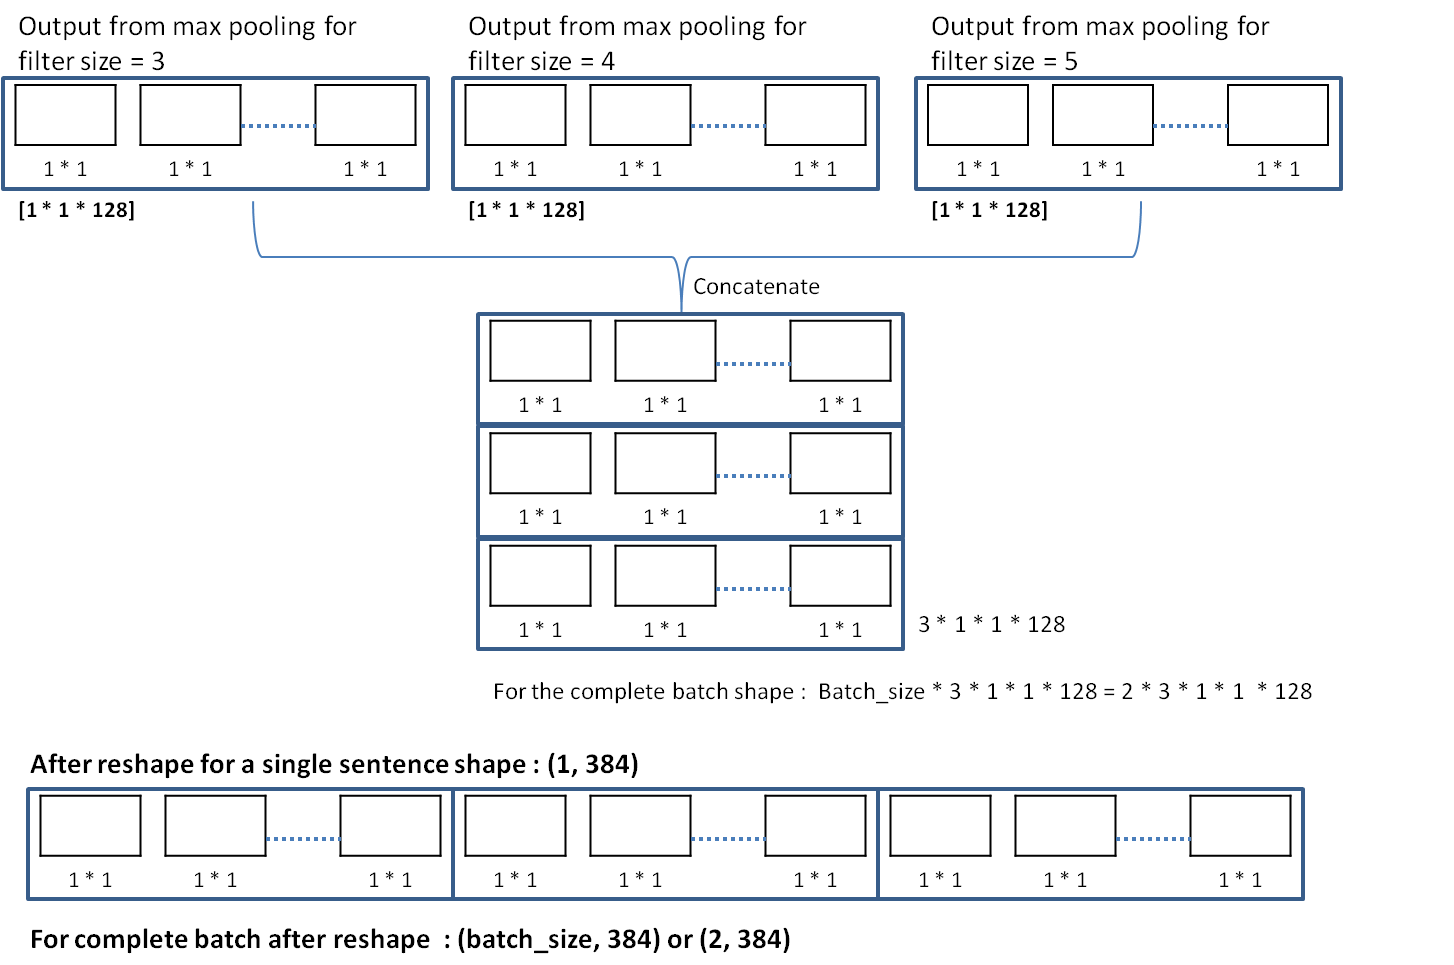 Output from max pooling for
filter size = 3
Output from max pooling for
filter size = 4
Output from max pooling for
filter size = 5
1 * 1 1 * 1 1 * 1
1 * 1 1 * 1 1 * 1
1 * 1 1 * 1 1 * 1
[1 * 1 * 128]
[1 * 1 * 128]
[1 * 1 * 128]
Concatenate
1 * 1 1 * 1 1 * 1
1 * 1 1 * 1 1 * 1
1 * 1 1 * 1 1 * 1
3 * 1 * 1 * 128
For the complete batch shape : Batch_size * 3 * 1 * 1 * 128 = 2 * 3 * 1 * 1 * 128
After reshape for a single sentence shape : (1, 384)
1 * 1 1 * 1 1 * 1 1 * 1 1 * 1 1 * 1 1 * 1 1 * 1 1 * 1
For complete batch after reshape : (batch_size, 384) or (2, 384)